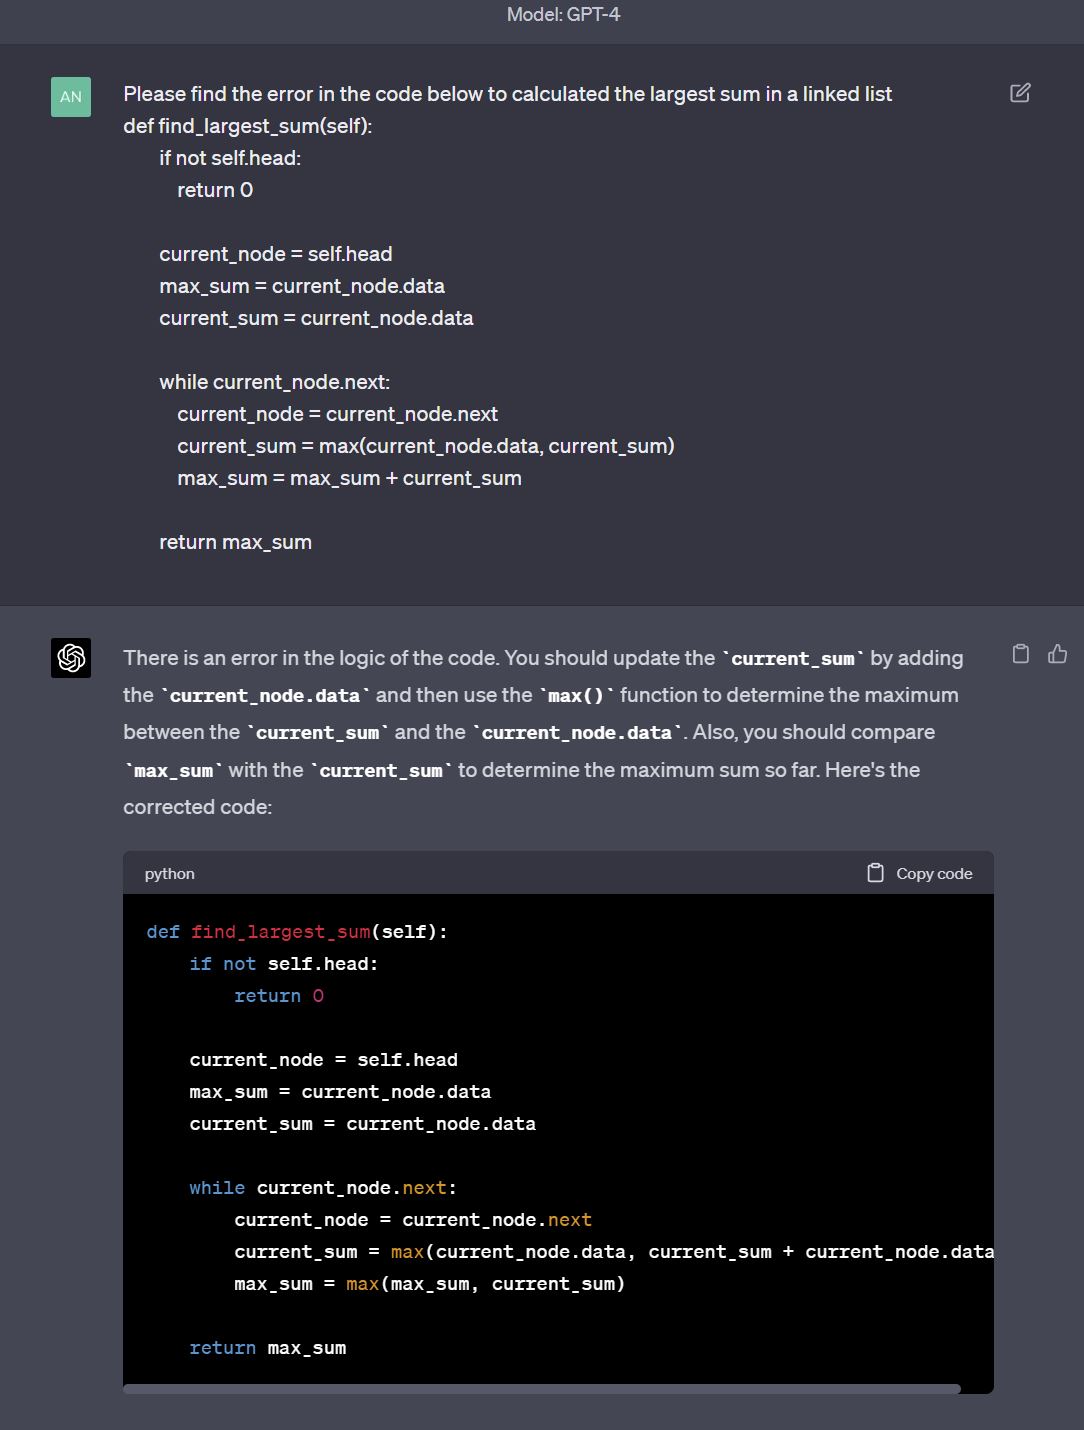 Model: GPT-4
AN
Please find the error in the code below to calculated the largest sum in a linked list
def find_largest_sum(self):
if not self.head:
return 0
current_node = self.head
max_sum = current_node.data
current_sum = current_node.data
while current_node.next:
current_node = current_node.next
current_sum = max(current_node.data, current_sum)
max_sum = max_sum + current_sum
return max_sum
There is an error in the logic of the code. You should update the `current_sum` by adding
the `current_node.data` and then use the `max()` function to determine the maximum
between the `current_sum` and the `current_node.data`. Also, you should compare
`max_sum` with the `current_sum` to determine the maximum sum so far. Here's the
corrected code:
python
Copy code
def find_largest_sum(self):
if not self.head:
return 0
current_node = self.head
max_sum = current_node.data
current_sum = current_node.data
while current_node.next:
current_node = current_node.next
current_sum = max(current_node.data, current_sum + current_node.data
max_sum = max(max_sum, current_sum)
return max_sum